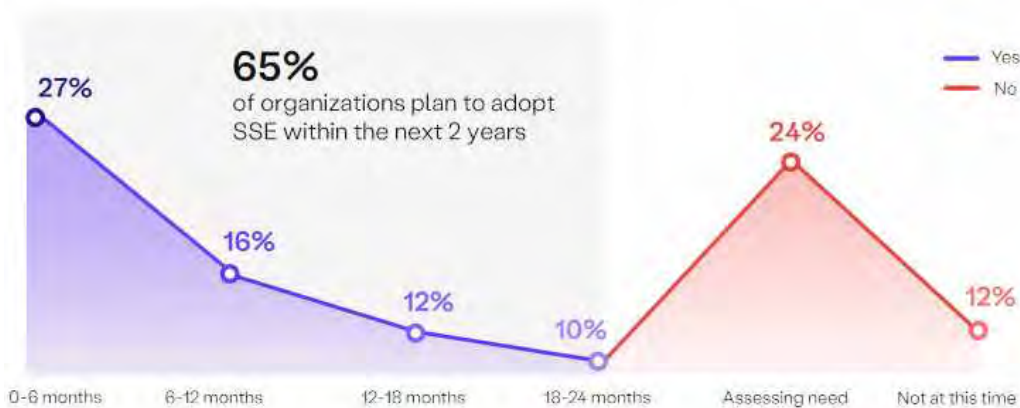 65%
of organizations plan to adopt
SSE within the next 2 years
Yes
No
27%
16%
12%
10%
24%
12%
0-6 months
6-12 months
12-18 months
18-24 months
Assessing need
Not at this time